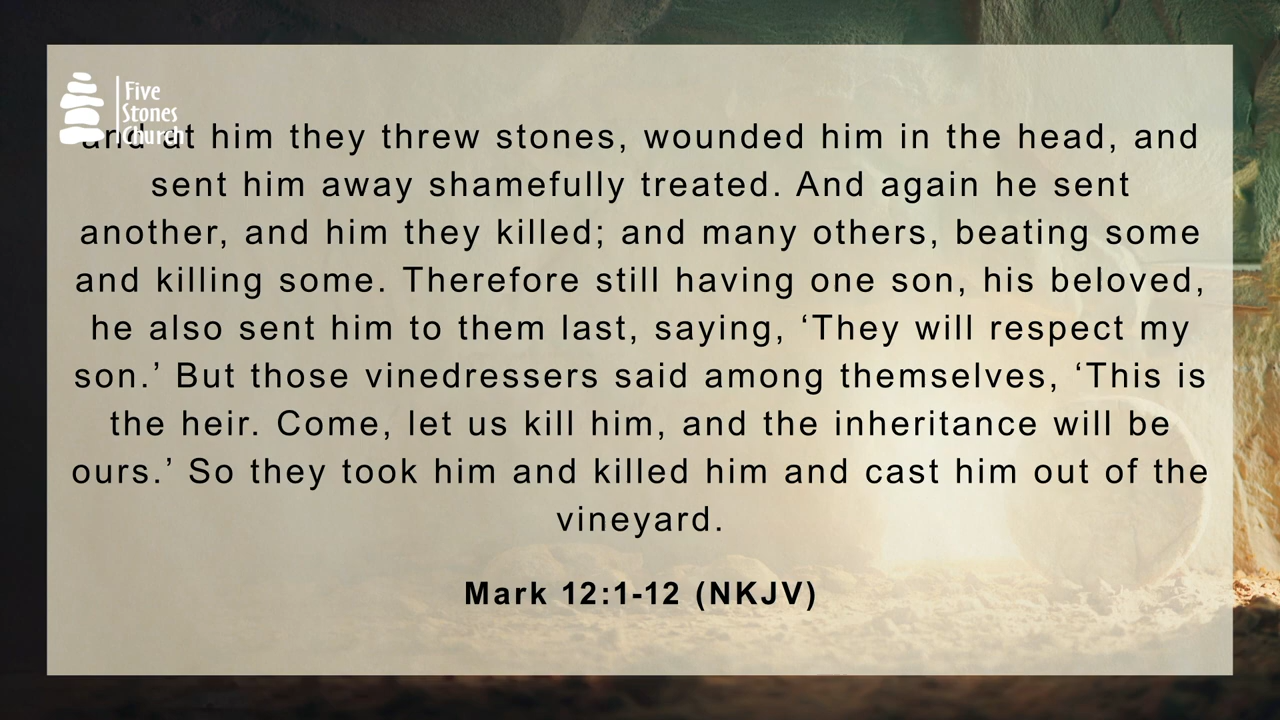 Five
Stones
Church
and at him they threw stones, wounded him in the head, and
sent him away shamefully treated. And again he sent
another, and him they killed; and many others, beating some
and killing some. Therefore still having one son, his beloved,
he also sent him to them last, saying, ‘They will respect my
son.’ But those vinedressers said among themselves, ‘This is
the heir. Come, let us kill him, and the inheritance will be
ours.’ So they took him and killed him and cast him out of the
vineyard.
Mark 12:1-12 (NKJV)